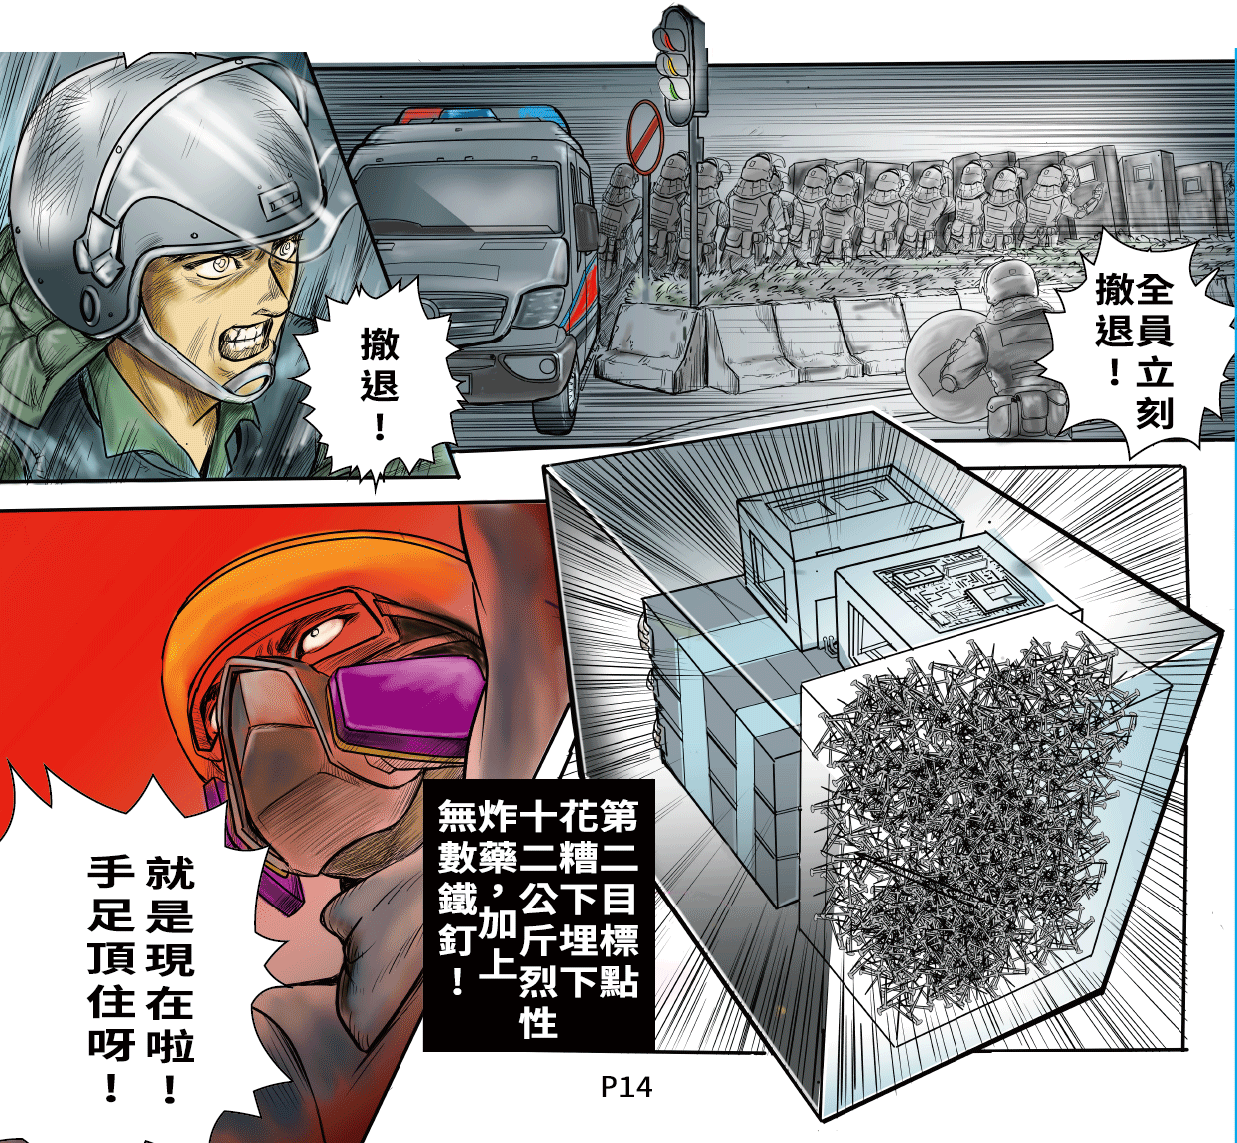 全員立刻
撤退！
撤退！
第二目標點
花糟下埋下
十二公斤烈性
炸藥，加上
無數鐵釘！
就是現在啦！
手足頂住呀！
P14